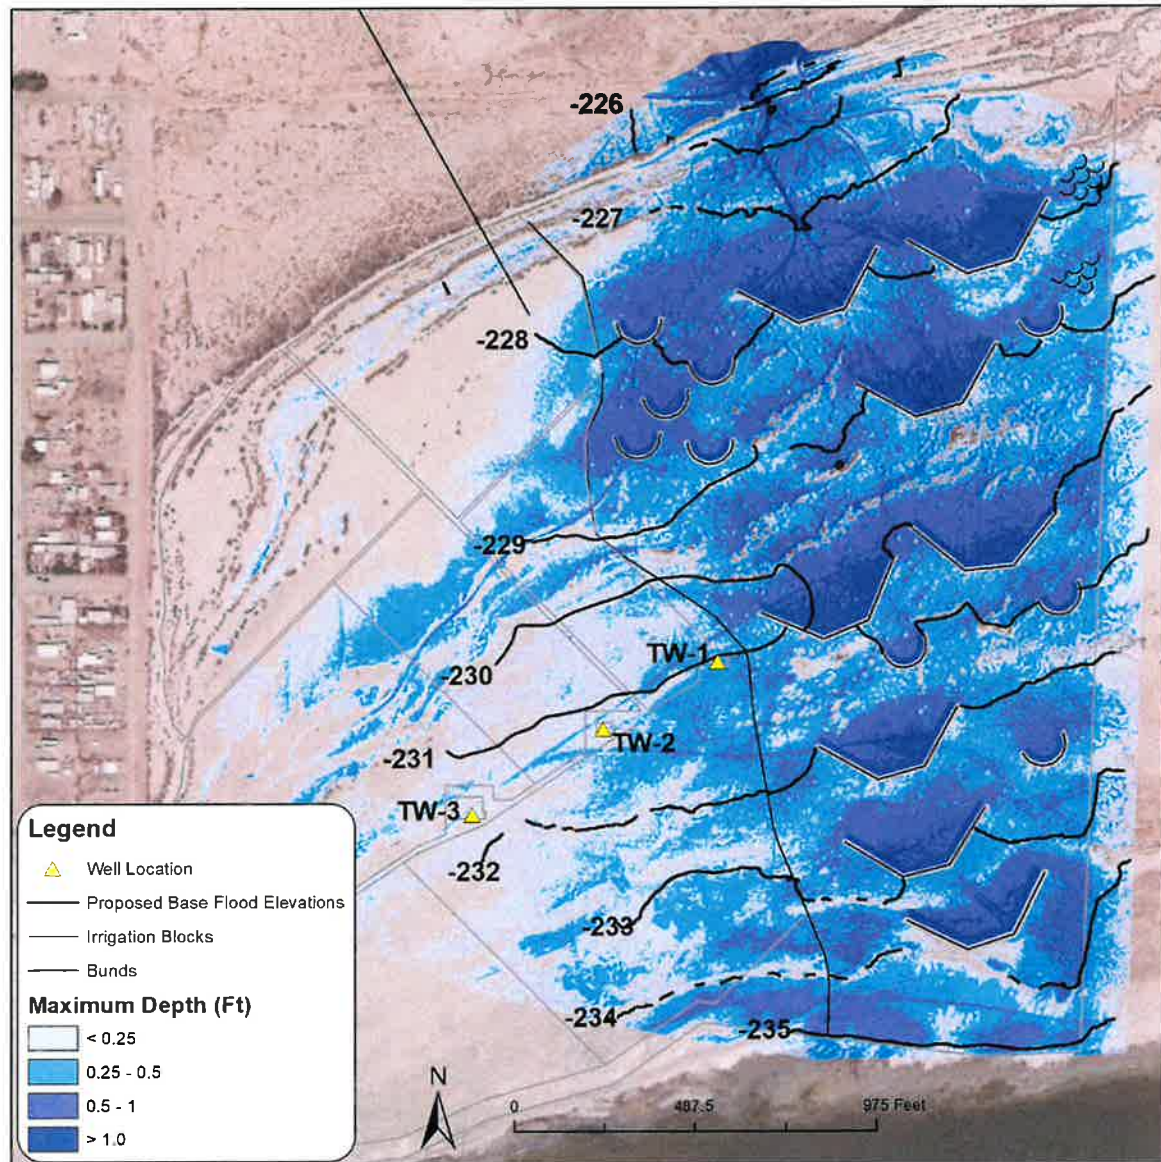 -226
-227
-228
-229
-230
TW-1
-231
TW-2
TW-3
-232
-233
-234
-235
Legend
Well Location
Proposed Base Flood Elevations
Irrigation Blocks
Bunds
Maximum Depth (Ft)
< 0.25
0.25 - 0.5
0.5 - 1
> 1.0
N
0 487.5 975 Feet